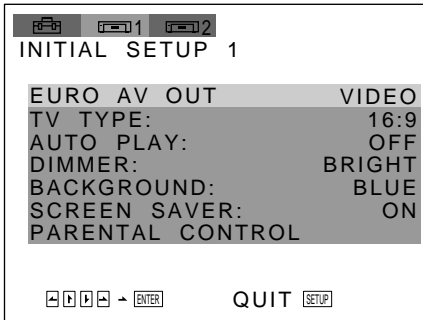 1 2
INITIAL SETUP 1
EURO AV OUT VIDEO
TV TYPE: 16:9
AUTO PLAY: OFF
DIMMER: BRIGHT
BACKGROUND: BLUE
SCREEN SAVER: ON
PARENTAL CONTROL
ENTER QUIT SETUP